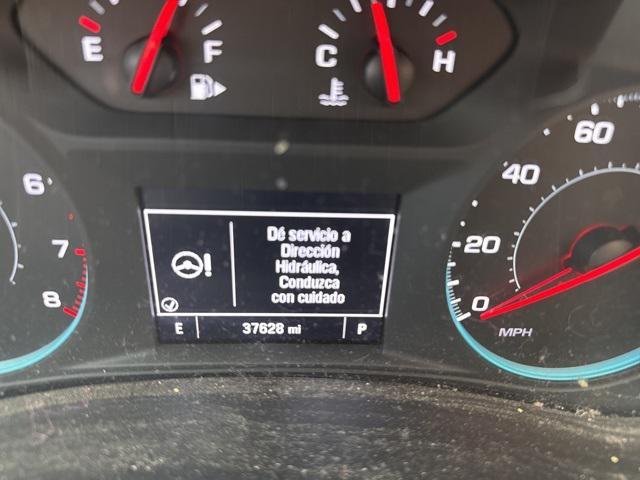 E F
C H
6
7
8
Dé servicio a
Dirección
Hidráulica,
Conduzca
con cuidado
E 37628 mi P
60
40
20
0
MPH